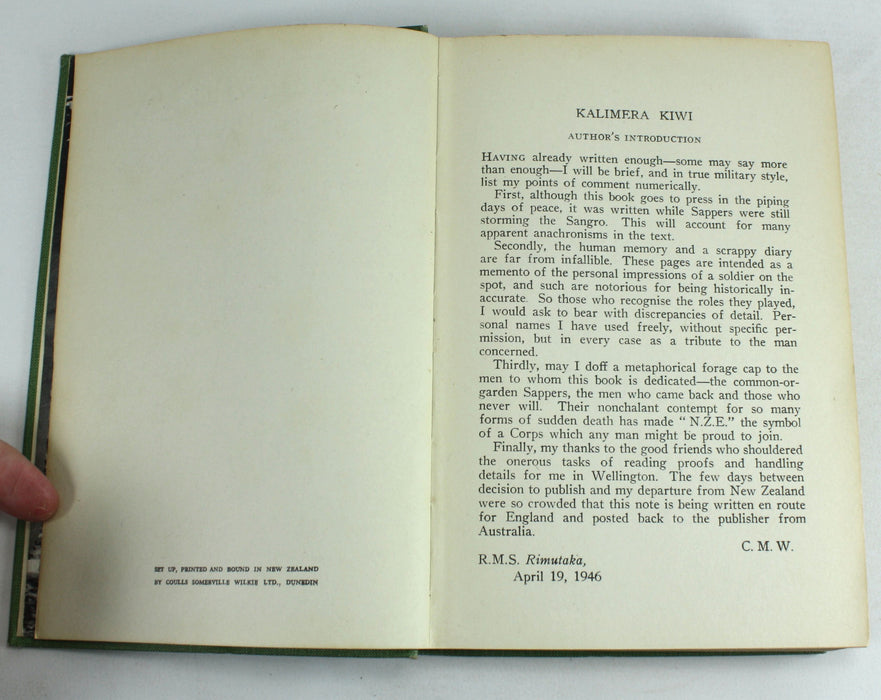 SET UP, PRINTED AND BOUND IN NEW ZEALAND
BY COULLS SOMERVILLE WILKIE LTD., DUNEDIN
KALIMERA KIWI
AUTHOR'S INTRODUCTION
HAVING already written enough—some may say more
than enough—I will be brief, and in true military style,
list my points of comment numerically.
First, although this book goes to press in the piping
days of peace, it was written while Sappers were still
storming the Sangro. This will account for many
apparent anachronisms in the text.
Secondly, the human memory and a scrappy diary
are far from infallible. These pages are intended as a
memento of the personal impressions of a soldier on the
spot, and such are notorious for being historically in-
accurate. So those who recognise the roles they played,
I would ask to bear with discrepancies of detail. Per-
sonal names I have used freely, without specific per-
mission, but in every case as a tribute to the man
concerned.
Thirdly, may I doff a metaphorical forage cap to the
men to whom this book is dedicated—the common-or-
garden Sappers, the men who came back and those who
never will. Their nonchalant contempt for so many
forms of sudden death has made " N.Z.E." the symbol
of a Corps which any man might be proud to join.
Finally, my thanks to the good friends who shouldered
the onerous tasks of reading proofs and handling
details for me in Wellington. The few days between
decision to publish and my departure from New Zealand
were so crowded that this note is being written en route
for England and posted back to the publisher from
Australia.
C. M. W.
R.M.S. Rimutaka,
April 19, 1946